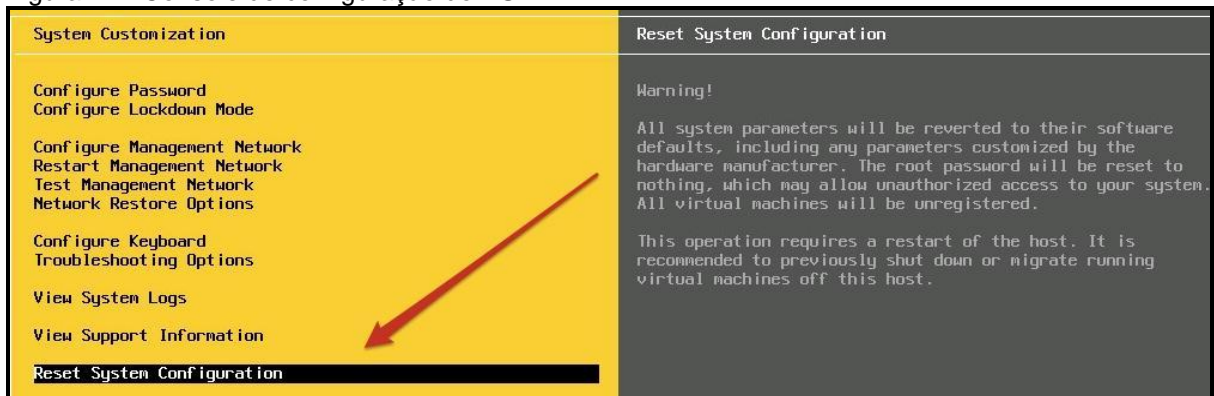 System Customization
Configure Password
Configure Lockdown Mode
Configure Management Network
Restart Management Network
Test Management Network
Network Restore Options
Configure Keyboard
Troubleshooting Options
View System Logs
View Support Information
Reset System Configuration
Reset System Configuration
Warning!
All system parameters will be reverted to their software
defaults, including any parameters customized by the
hardware manufacturer. The root password will be reset to
nothing, which may allow unauthorized access to your system.
All virtual machines will be unregistered.
This operation requires a restart of the host. It is
recommended to previously shut down or migrate running
virtual machines off this host.